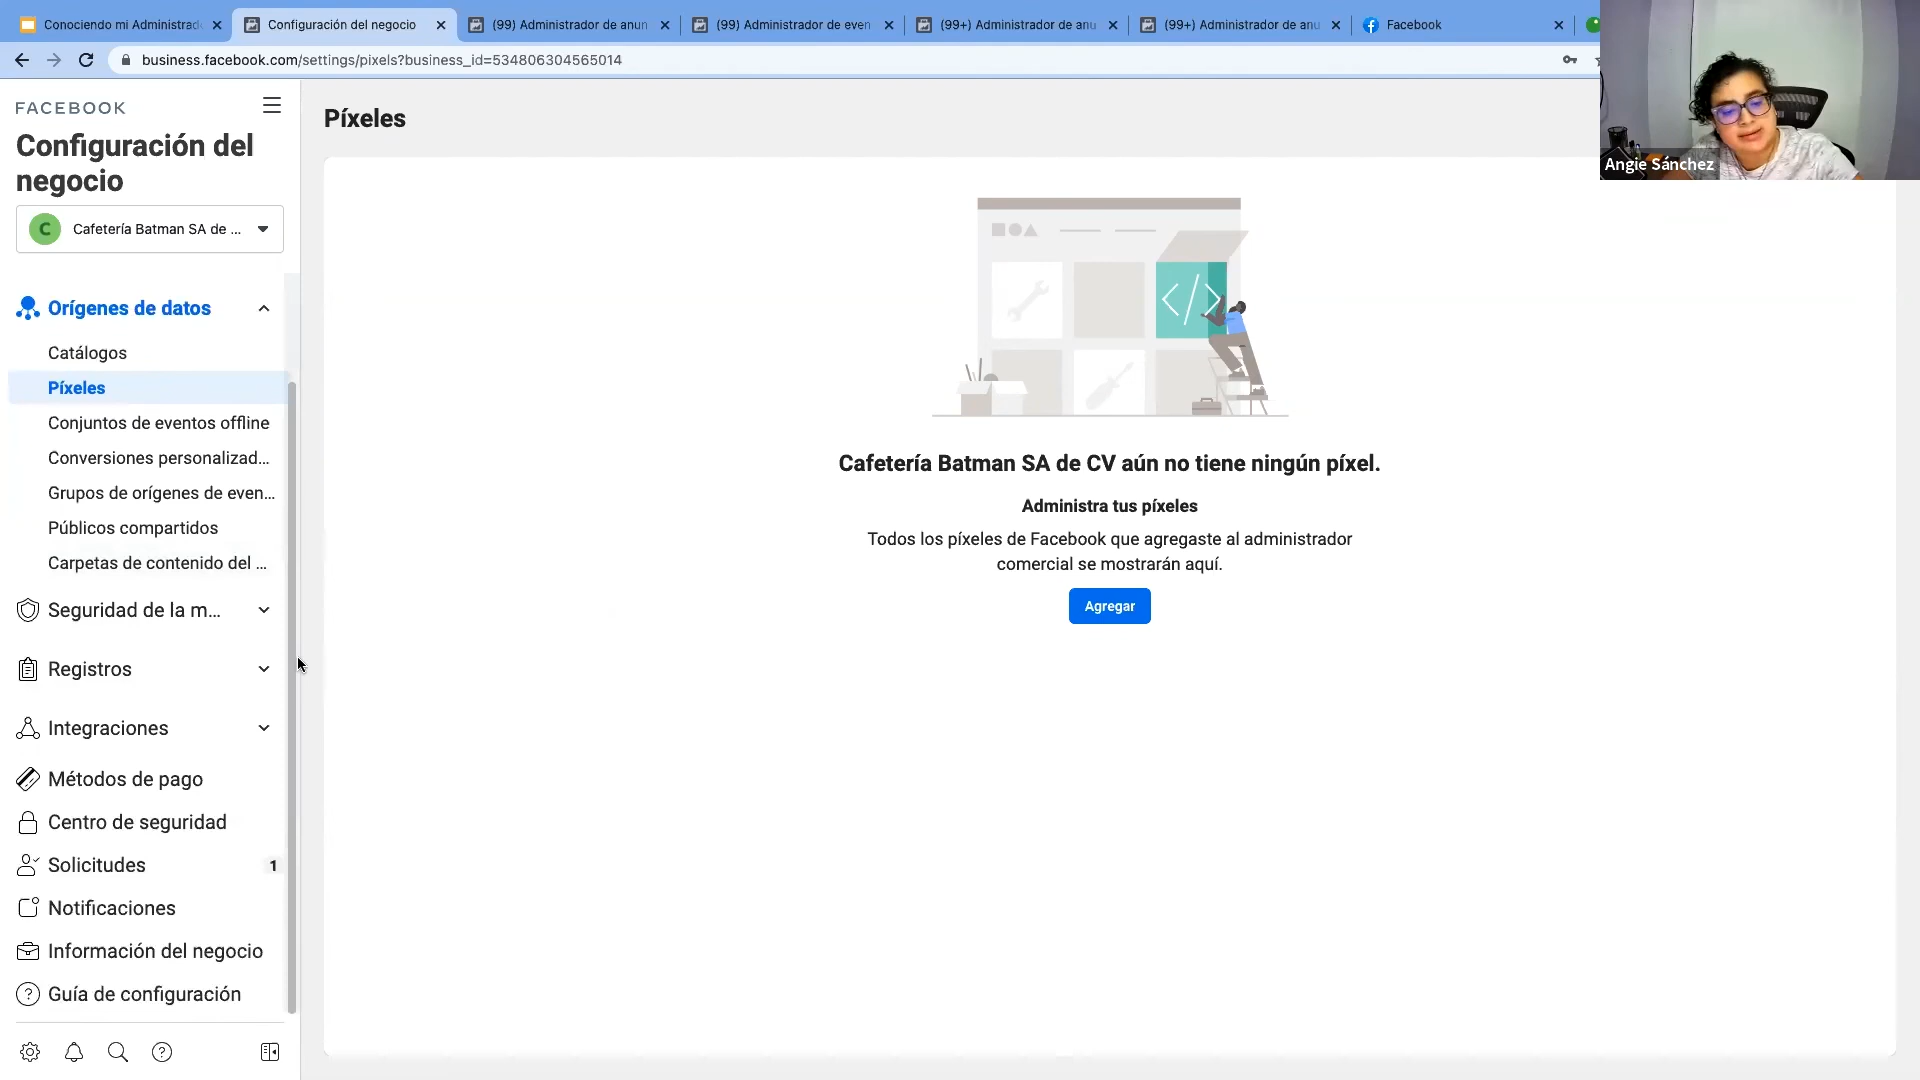 Conociendo mi Administrad
Configuración del negocio
(99) Administrador de anun
(99) Administrador de even
(99+) Administrador de anu
(99+) Administrador de anu
Facebook
business.facebook.com/settings/pixels?business_id=534806304565014
Angie Sánchez
FACEBOOK
Configuración del
negocio
C
Cafetería Batman SA de ...
Orígenes de datos
Catálogos
Píxeles
Conjuntos de eventos offline
Conversiones personalizad...
Grupos de orígenes de even...
Públicos compartidos
Carpetas de contenido del ...
Seguridad de la m...
Registros
Integraciones
Métodos de pago
Centro de seguridad
Solicitudes 1
Notificaciones
Información del negocio
Guía de configuración
Píxeles
Cafetería Batman SA de CV aún no tiene ningún píxel.
Administra tus píxeles
Todos los píxeles de Facebook que agregaste al administrador
comercial se mostrarán aquí.
Agregar